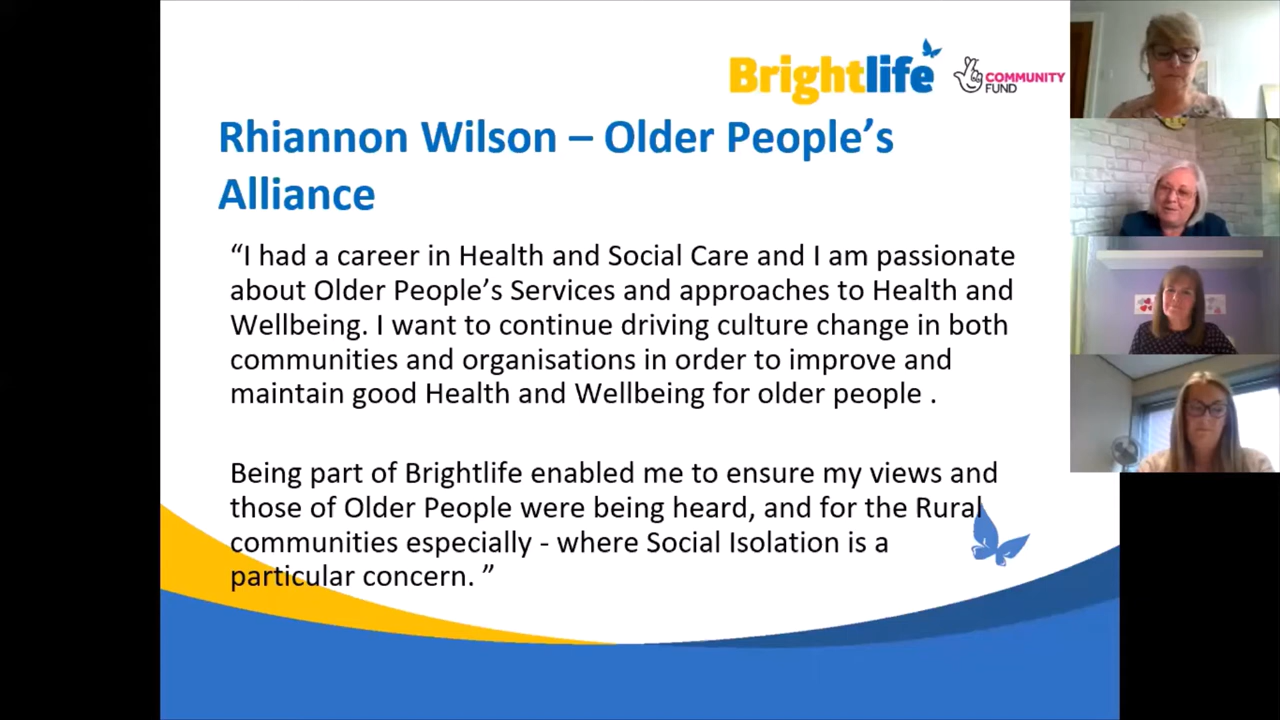 Brightlife
COMMUNITY
FUND
Rhiannon Wilson – Older People’s
Alliance
“I had a career in Health and Social Care and I am passionate
about Older People’s Services and approaches to Health and
Wellbeing. I want to continue driving culture change in both
communities and organisations in order to improve and
maintain good Health and Wellbeing for older people .
Being part of Brightlife enabled me to ensure my views and
those of Older People were being heard, and for the Rural
communities especially - where Social Isolation is a
particular concern. ”